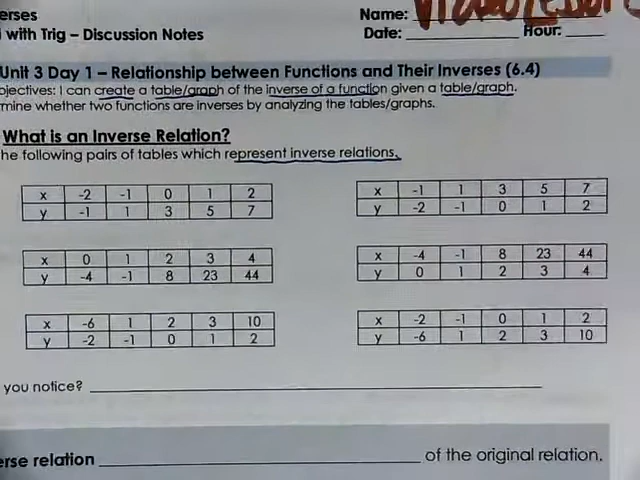 erses
Name:
with Trig – Discussion Notes
Date: Hour:
Unit 3 Day 1 – Relationship between Functions and Their Inverses (6.4)
ojectives: I can create a table/graph of the inverse of a function given a table/graph.
mine whether two functions are inverses by analyzing the tables/graphs.
What is an Inverse Relation?
he following pairs of tables which represent inverse relations.
x -2 -1 0 1 2
y -1 1 3 5 7
x -1 1 3 5 7
y -2 -1 0 1 2
x 0 1 2 3 4
y -4 -1 8 23 44
x -4 -1 8 23 44
y 0 1 2 3 4
x -6 1 2 3 10
y -2 -1 0 1 2
x -2 -1 0 1 2
y -6 1 2 3 10
you notice?
erse relation of the original relation.